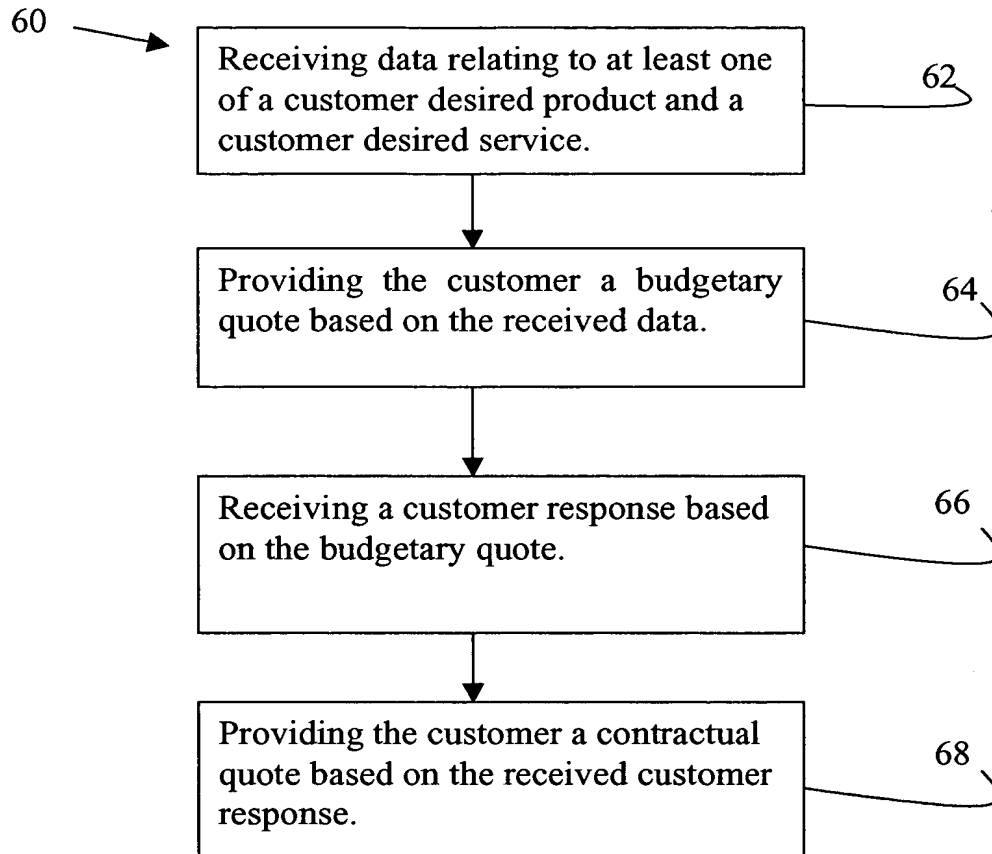 60
Receiving data relating to at least one
of a customer desired product and a
customer desired service.
62
Providing the customer a budgetary
quote based on the received data.
64
Receiving a customer response based
on the budgetary quote.
66
Providing the customer a contractual
quote based on the received customer
response.
68